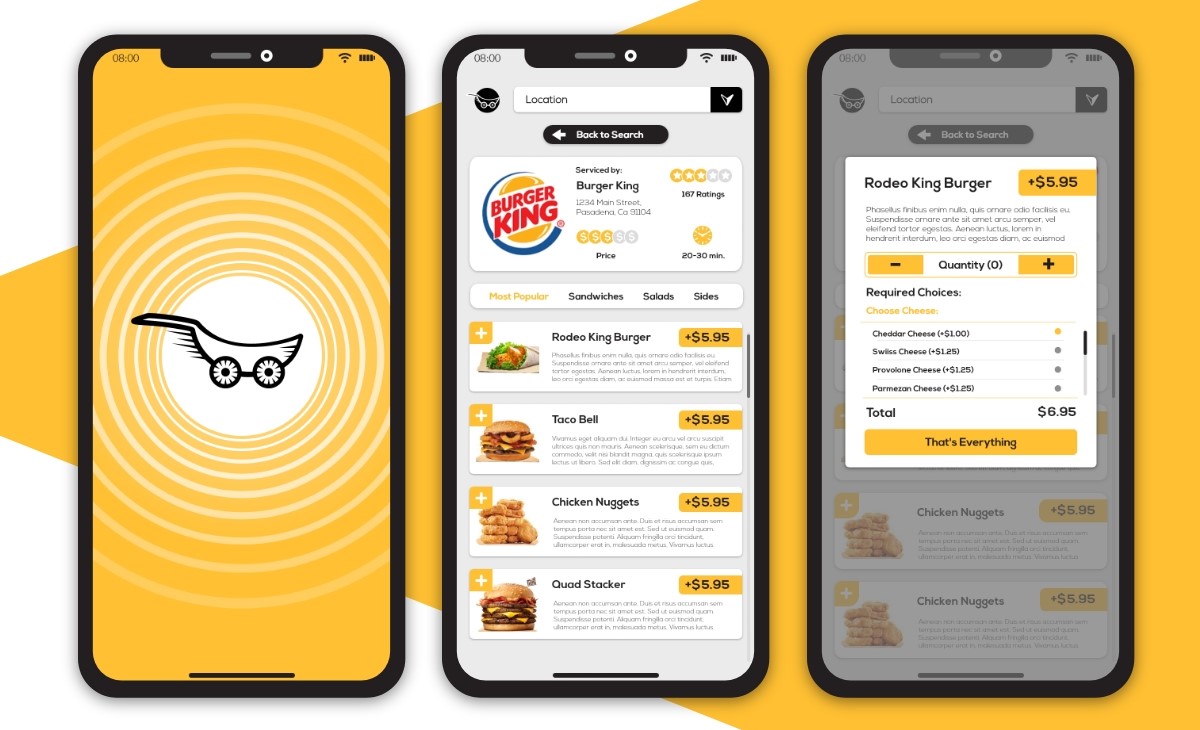 08:00
08:00
Location
Back to Search
BURGER
KING
®
Serviced by:
Burger King
1234 Main Street,
Pasadena, Ca 91104
$$$$$
Price
167 Ratings
20-30 min.
Most Popular Sandwiches Salads Sides
+
Rodeo King Burger
+$5.95
Phasellus finibus enim nulla, quis ornare odio facilisis eu.
Suspendisse ornare ante sit amet arcu semper, vel eleifend
tortor egestas. Aenean luctus, lorem in hendrerit interdum,
leo orci egestas diam, ac euismod massa est et turpis. Etiam
+
Taco Bell
+$5.95
Vivamus eget aliquam dui. Integer eu arcu vel arcu suscipit
ultrices quis non mauris. Aenean scelerisque, sem eu dictum
commodo, velit nisi blandit magna, quis scelerisque ipsum
lectus ut libero. Sed elit diam, dignissim ac congue quis,
+
Chicken Nuggets
+$5.95
Aenean non accumsan ante. Duis et risus accumsan sem
tempus porta nec sit amet est. Sed ut euismod quam.
Suspendisse potenti. Aliquam fringilla orci tincidunt,
ullamcorper erat in, malesuada metus. Vivamus luctus
+
Quad Stacker
+$5.95
Aenean non accumsan ante. Duis et risus accumsan sem
tempus porta nec sit amet est. Sed ut euismod quam.
Suspendisse potenti. Aliquam fringilla orci tincidunt,
ullamcorper erat in, malesuada metus. Vivamus luctus
08:00
Location
Back to Search
Rodeo King Burger
+$5.95
Phasellus finibus enim nulla, quis ornare odio facilisis eu.
Suspendisse ornare ante sit amet arcu semper, vel
eleifend tortor egestas. Aenean luctus, lorem in
hendrerit interdum, leo orci egestas diam, ac euismod
− Quantity (0) +
Required Choices:
Choose Cheese:
Cheddar Cheese (+$1.00)
Swiss Cheese (+$1.25)
Provolone Cheese (+$1.25)
Parmezan Cheese (+$1.25)
Total $6.95
That's Everything
+
Chicken Nuggets
+$5.95
Aenean non accumsan ante. Duis et risus accumsan sem
tempus porta nec sit amet est. Sed ut euismod quam.
Suspendisse potenti. Aliquam fringilla orci tincidunt,
ullamcorper erat in, malesuada metus. Vivamus luctus
+
Chicken Nuggets
+$5.95
Aenean non accumsan ante. Duis et risus accumsan sem
tempus porta nec sit amet est. Sed ut euismod quam.
Suspendisse potenti. Aliquam fringilla orci tincidunt,
ullamcorper erat in, malesuada metus. Vivamus luctus